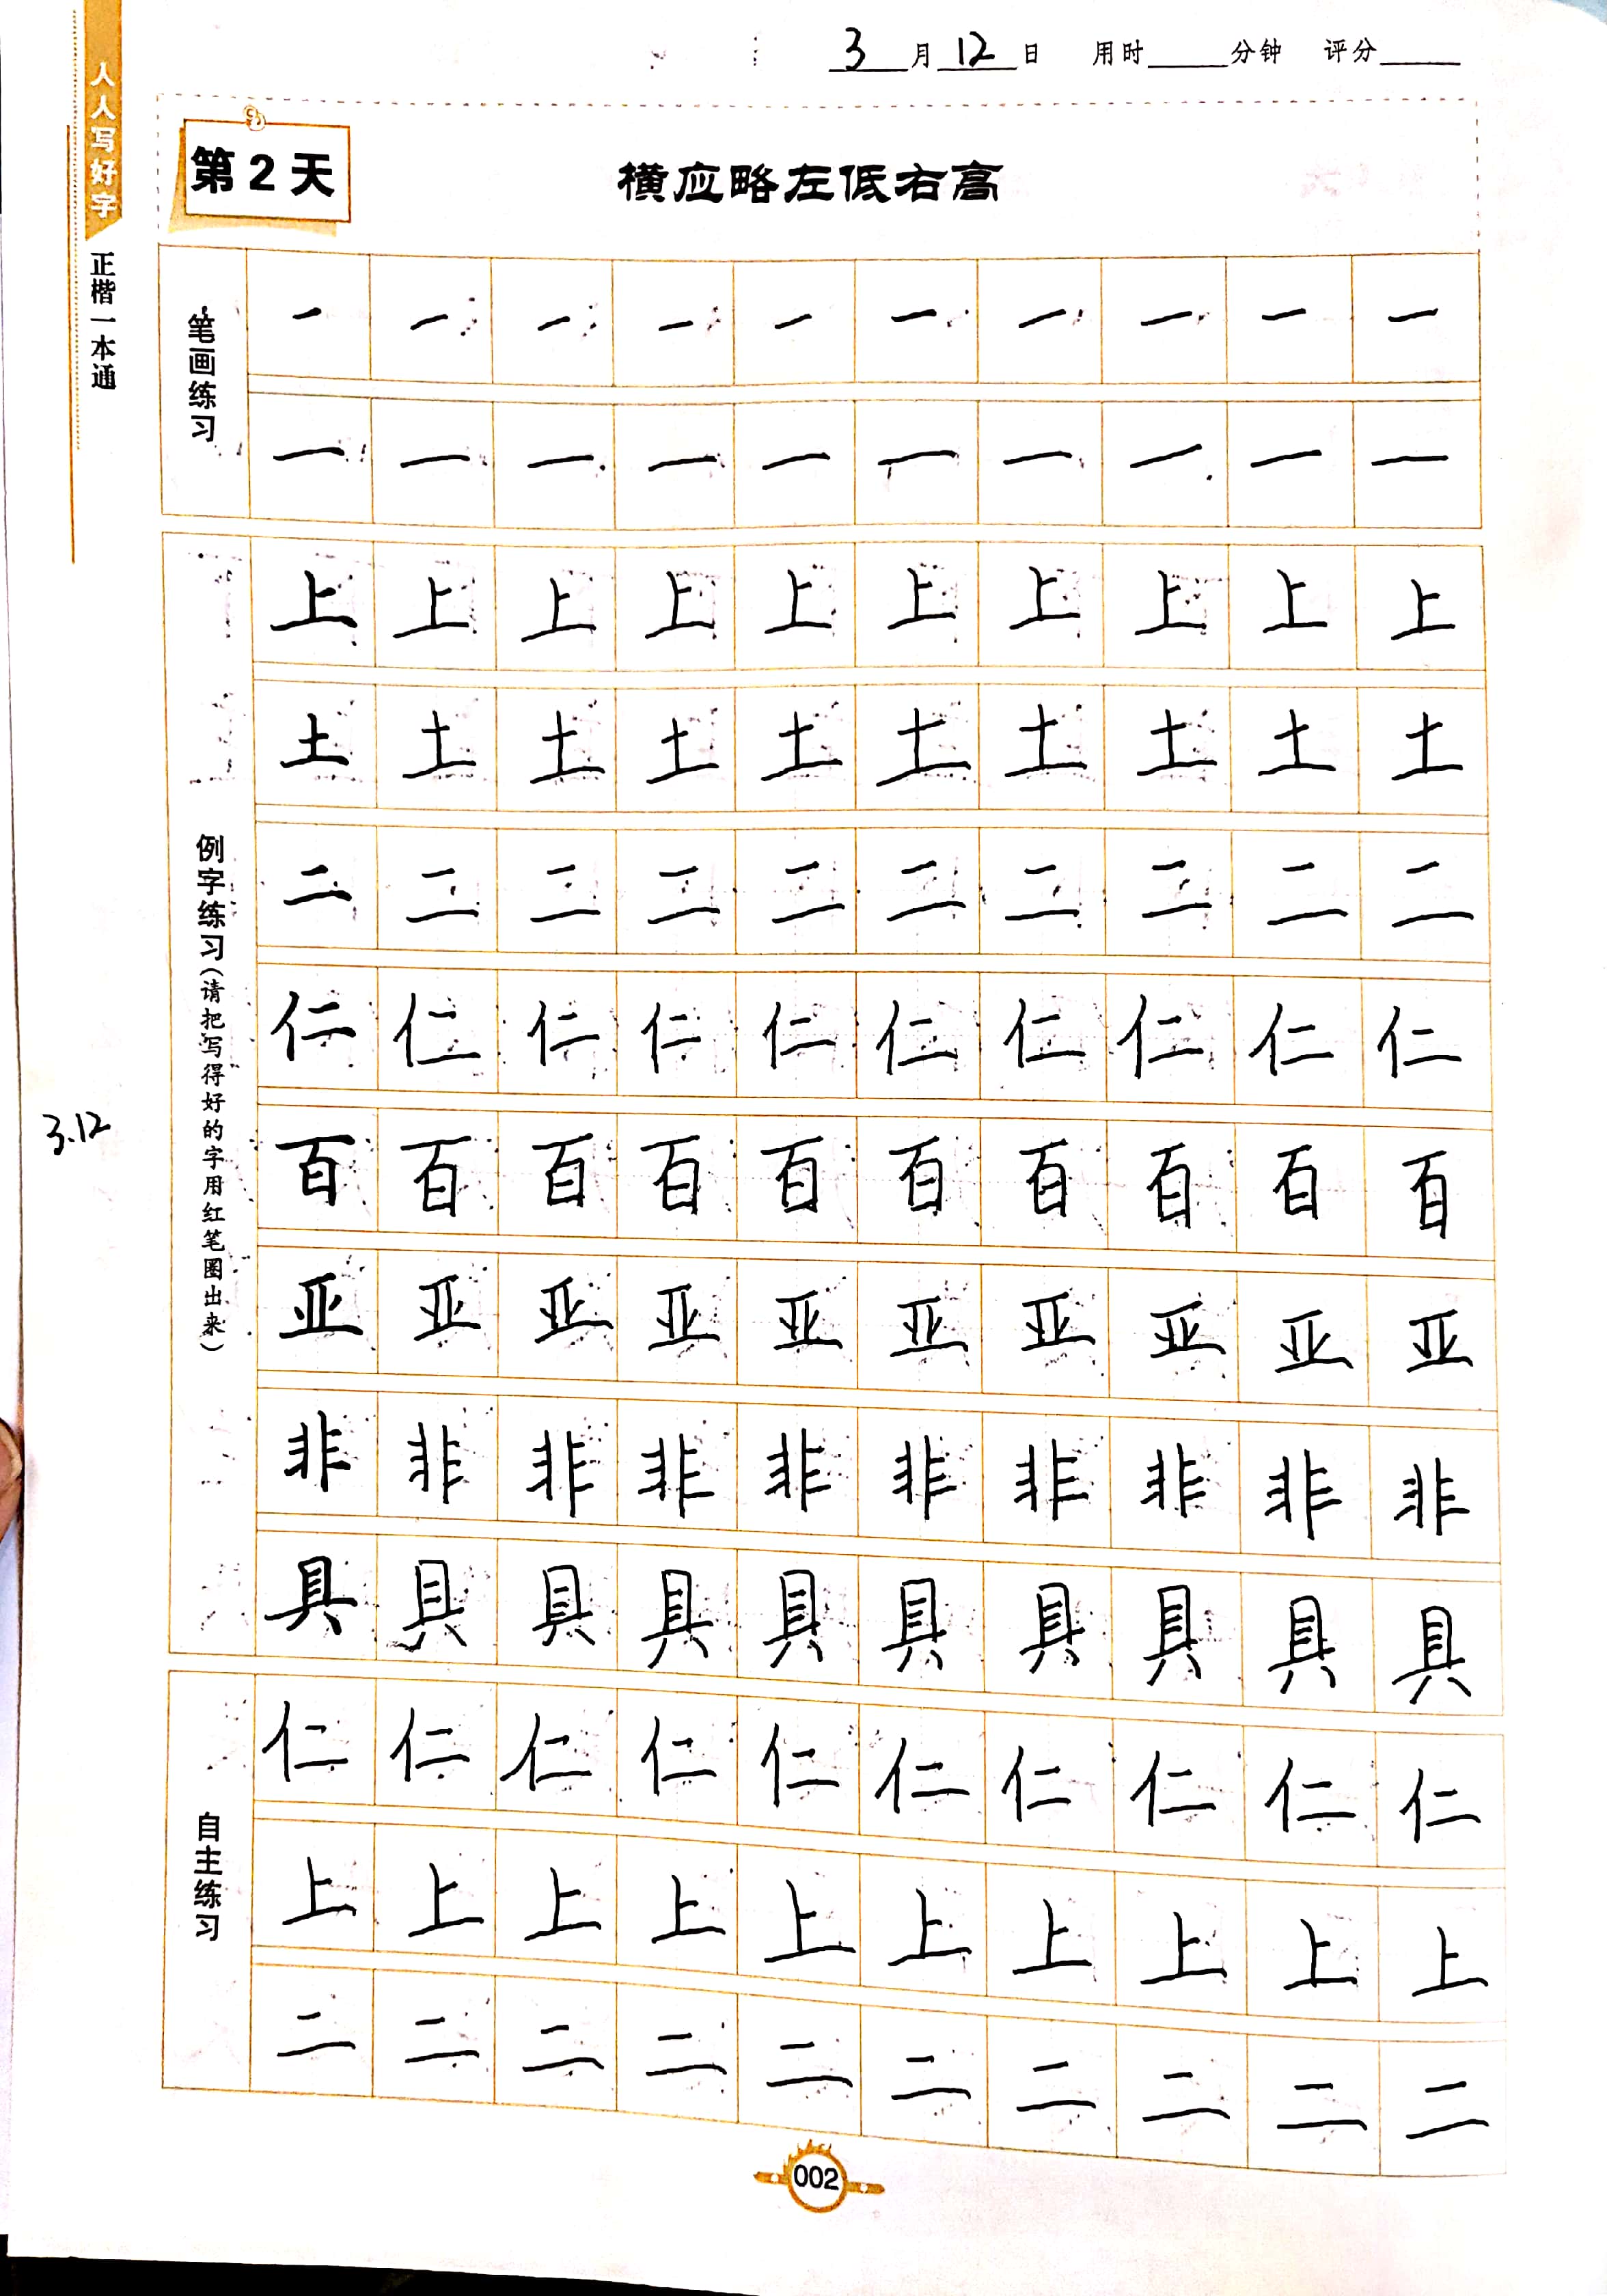 人人写好字
正楷一本通
3月12日 用时 分钟 评分
第2天
横应略左低右高
笔画练习
一一一一一一一一一一
一一一一一一一一一一
例字练习（请把写得好的字用红笔圈出来）
上上上上上上上上上上
土土土土土土土土土土
二二二二二二二二二二
仁仁仁仁仁仁仁仁仁仁
3.12
百百百百百百百百百百
亚亚亚亚亚亚亚亚亚亚
非非非非非非非非非非
具具具具具具具具具具
自主练习
仁仁仁仁仁仁仁仁仁仁
上上上上上上上上上上
二二二二二二二二二二
002